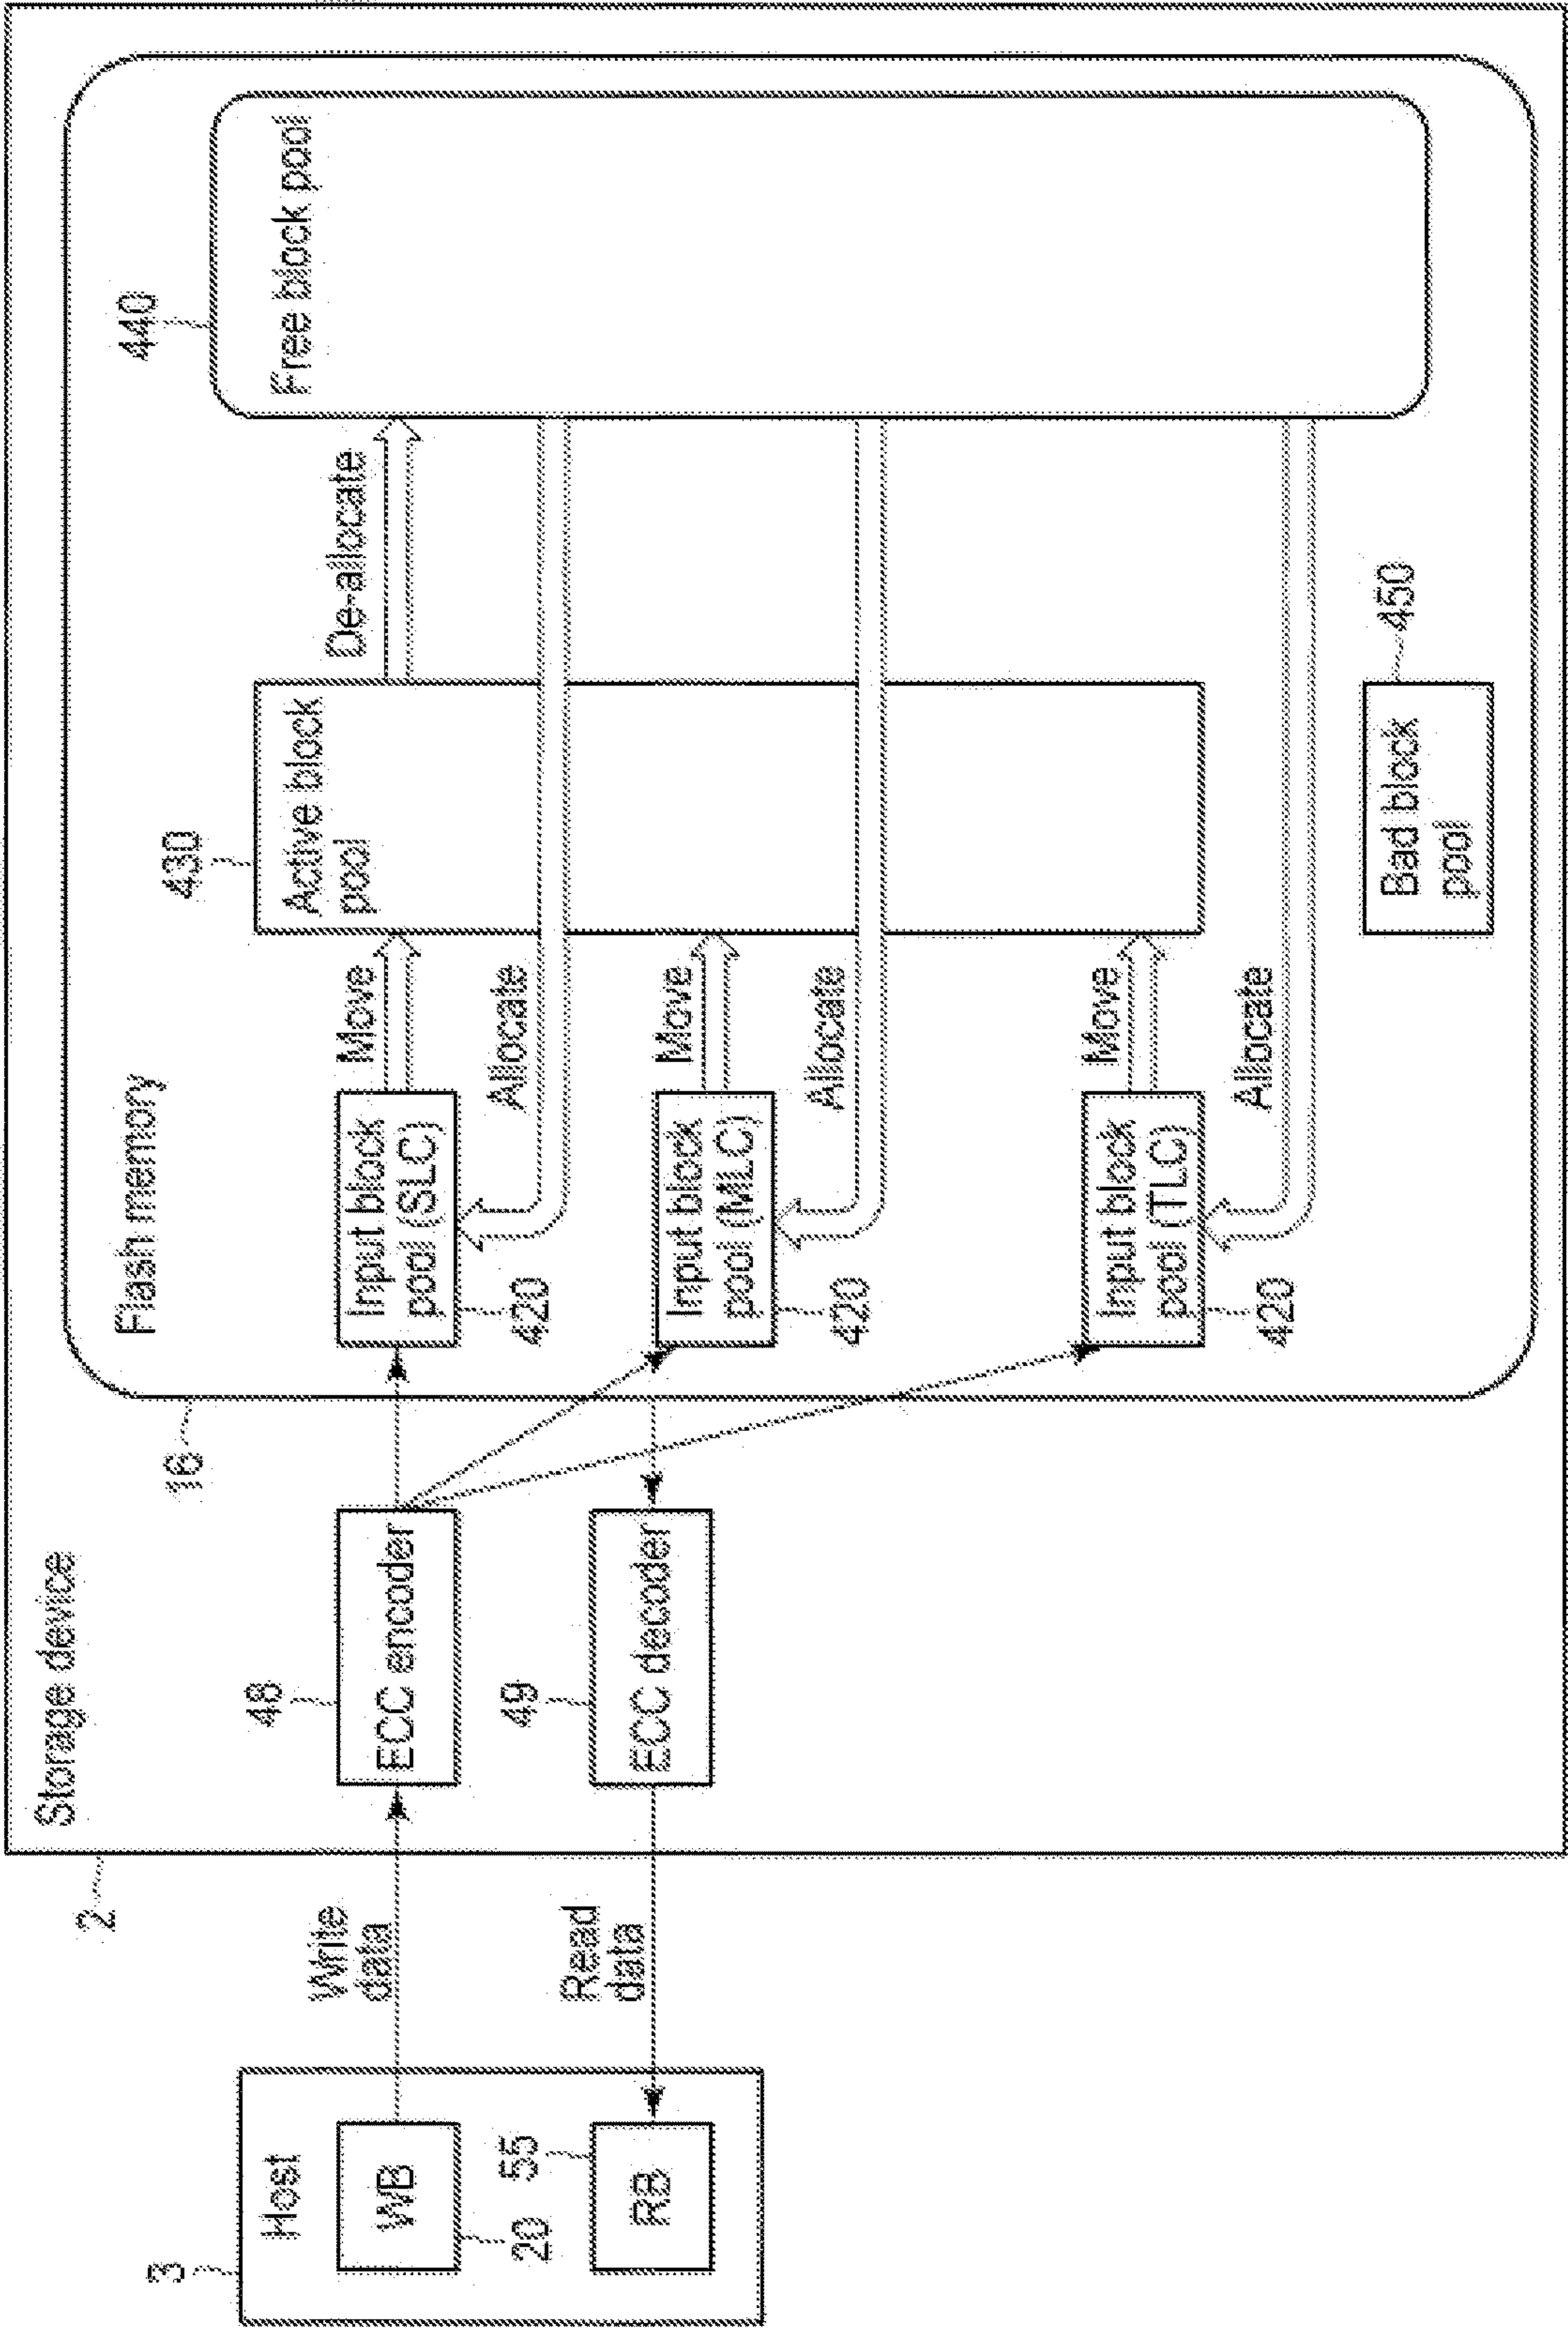 Storage device
2
Flash memory
16
Host
3
WB
20
55
RB
Write
data
Read
data
48
ECC encoder
49
ECC decoder
Input block
pool (SLC)
420
Input block
pool (MLC)
420
Input block
pool (TLC)
420
Move
Allocate
Move
Allocate
Move
Allocate
430
Active block
pool
De-allocate
440
Free block pool
450
Bad block
pool